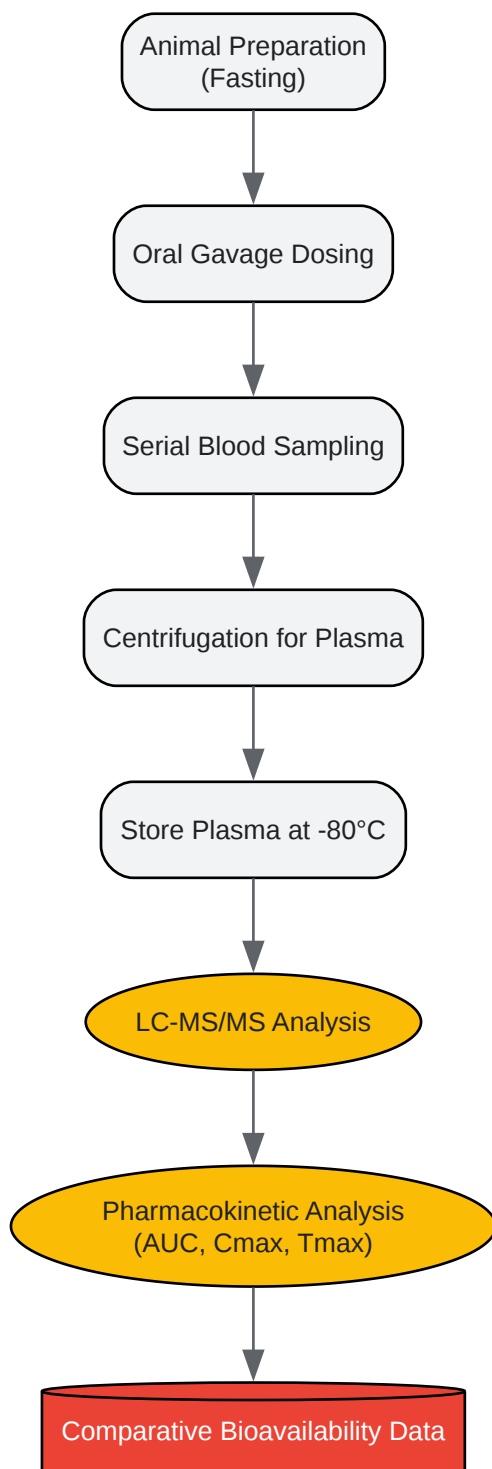 Animal Preparation
(Fasting)
Oral Gavage Dosing
Serial Blood Sampling
Centrifugation for Plasma
Store Plasma at -80°C
LC-MS/MS Analysis
Pharmacokinetic Analysis
(AUC, Cmax, Tmax)
Comparative Bioavailability Data